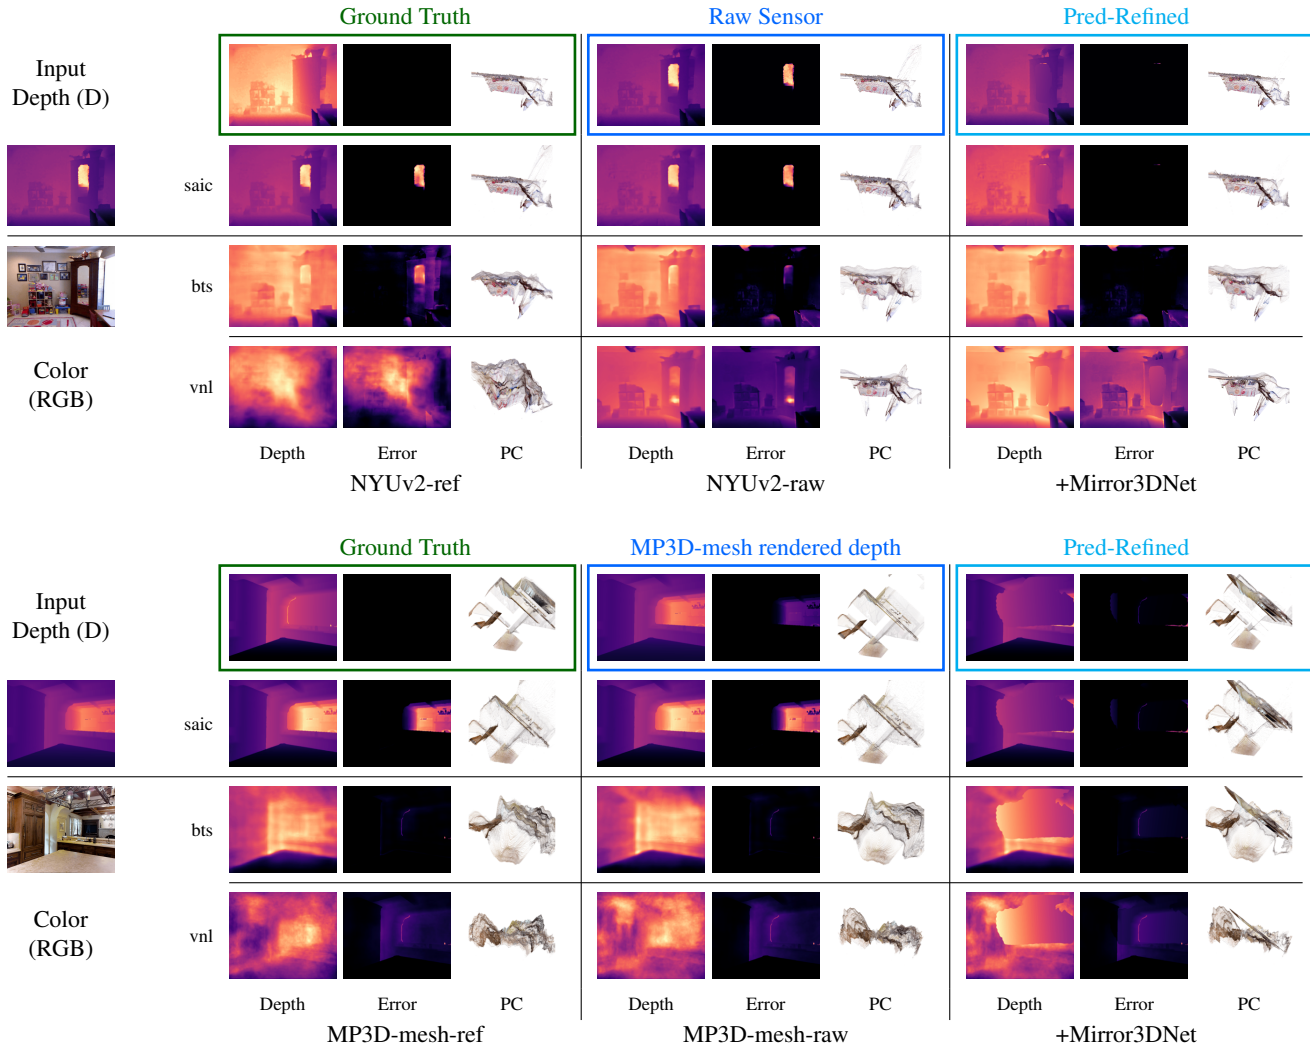 Ground Truth Raw Sensor Pred-Refined
Input
Depth (D)
saic
bts
Color
(RGB)
vnl
Depth Error PC Depth Error PC Depth Error PC
NYUv2-ref NYUv2-raw +Mirror3DNet
Ground Truth MP3D-mesh rendered depth Pred-Refined
Input
Depth (D)
saic
bts
Color
(RGB)
vnl
Depth Error PC Depth Error PC Depth Error PC
MP3D-mesh-ref MP3D-mesh-raw +Mirror3DNet